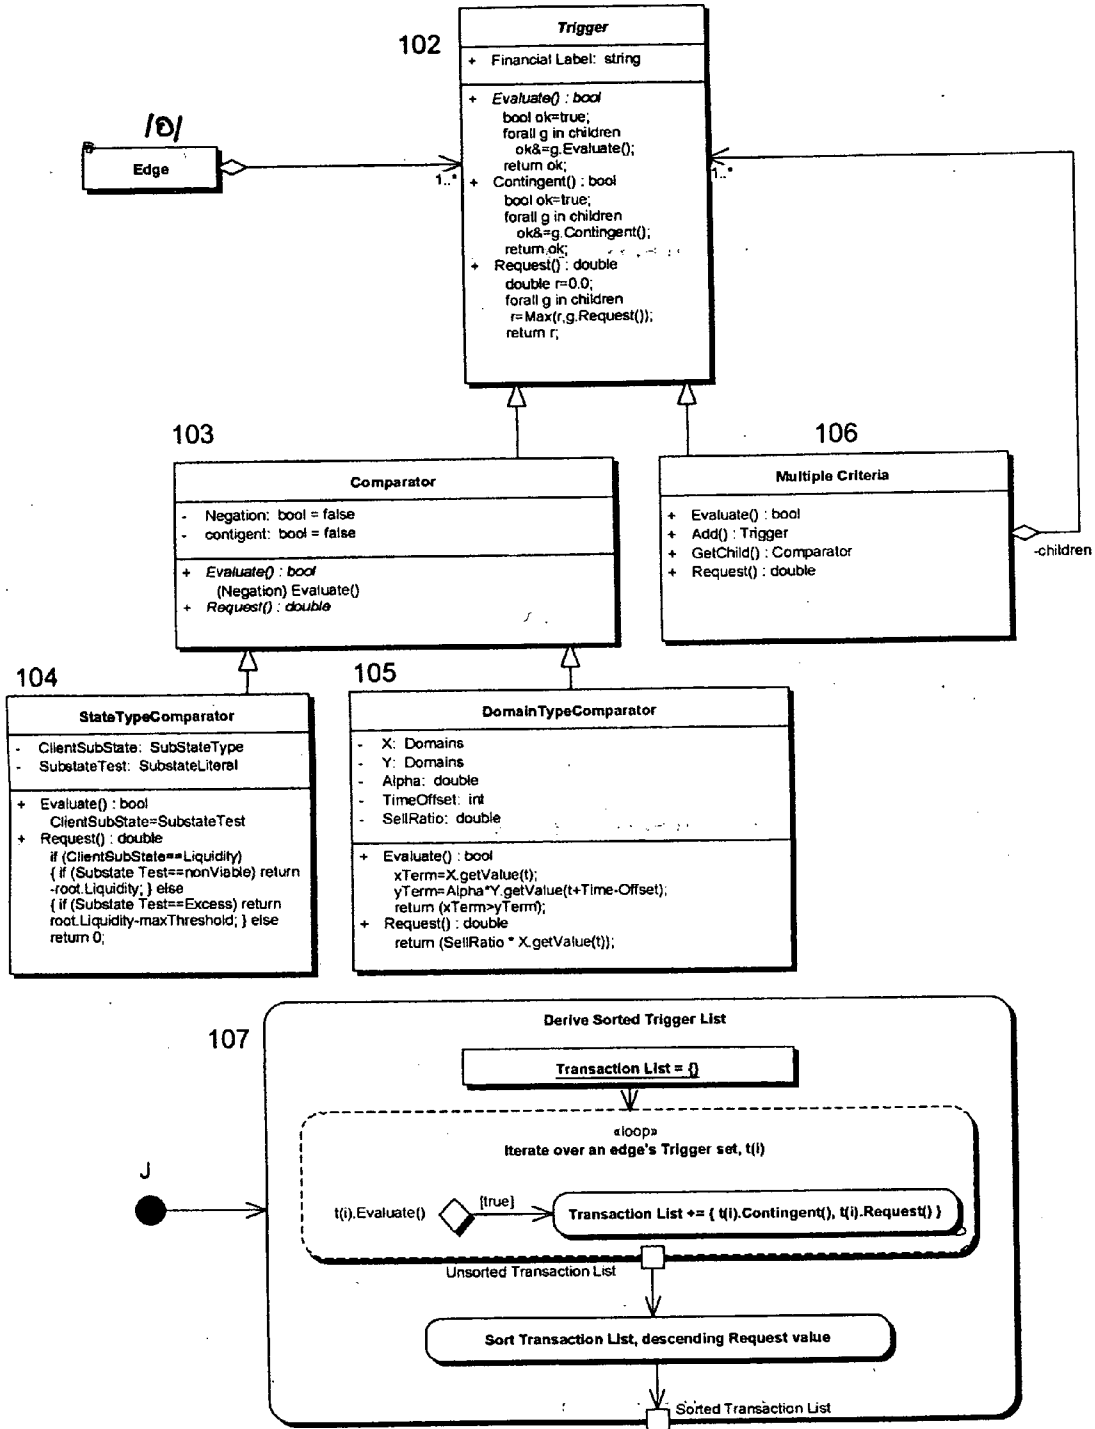 102
Trigger
+ Financial Label: string
+ Evaluate() : bool
bool ok=true;
forall g in children
ok&=g.Evaluate();
return ok;
+ Contingent() : bool
bool ok=true;
forall g in children
ok&=g.Contingent();
return ok;
+ Request() : double
double r=0.0;
forall g in children
r=Max(r,g.Request());
return r;
101
Edge
1..*
1..*
103
Comparator
- Negation: bool = false
- contigent: bool = false
+ Evaluate() : bool
(Negation) Evaluate()
+ Request() : double
106
Multiple Criteria
+ Evaluate() : bool
+ Add() : Trigger
+ GetChild() : Comparator
+ Request() : double
-children
104
StateTypeComparator
- ClientSubState: SubStateType
- SubstateTest: SubstateLiteral
+ Evaluate() : bool
ClientSubState=SubstateTest
+ Request() : double
if (ClientSubState==Liquidity)
{ if (Substate Test==nonViable) return
-root.Liquidity; } else
{ if (Substate Test==Excess) return
root.Liquidity-maxThreshold; } else
return 0;
105
DomainTypeComparator
- X: Domains
- Y: Domains
- Alpha: double
- TimeOffset: int
- SellRatio: double
+ Evaluate() : bool
xTerm=X.getValue(t);
yTerm=Alpha*Y.getValue(t+Time-Offset);
return (xTerm>yTerm);
+ Request() : double
return (SellRatio * X.getValue(t));
107
Derive Sorted Trigger List
Transaction List = {}
«loop»
Iterate over an edge's Trigger set, t(i)
J
t(i).Evaluate()
[true]
Transaction List += { t(i).Contingent(), t(i).Request() }
Unsorted Transaction List
Sort Transaction List, descending Request value
Sorted Transaction List